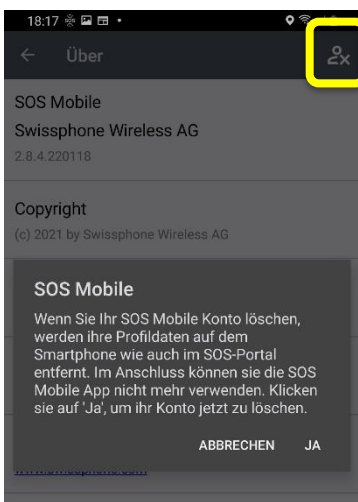 18:17
Über
SOS Mobile
Swissphone Wireless AG
2.8.4.220118
Copyright
(c) 2021 by Swissphone Wireless AG
SOS Mobile
Wenn Sie Ihr SOS Mobile Konto löschen,
werden ihre Profildaten auf dem
Smartphone wie auch im SOS-Portal
entfernt. Im Anschluss können sie die SOS
Mobile App nicht mehr verwenden. Klicken
sie auf 'Ja', um ihr Konto jetzt zu löschen.
ABBRECHEN JA